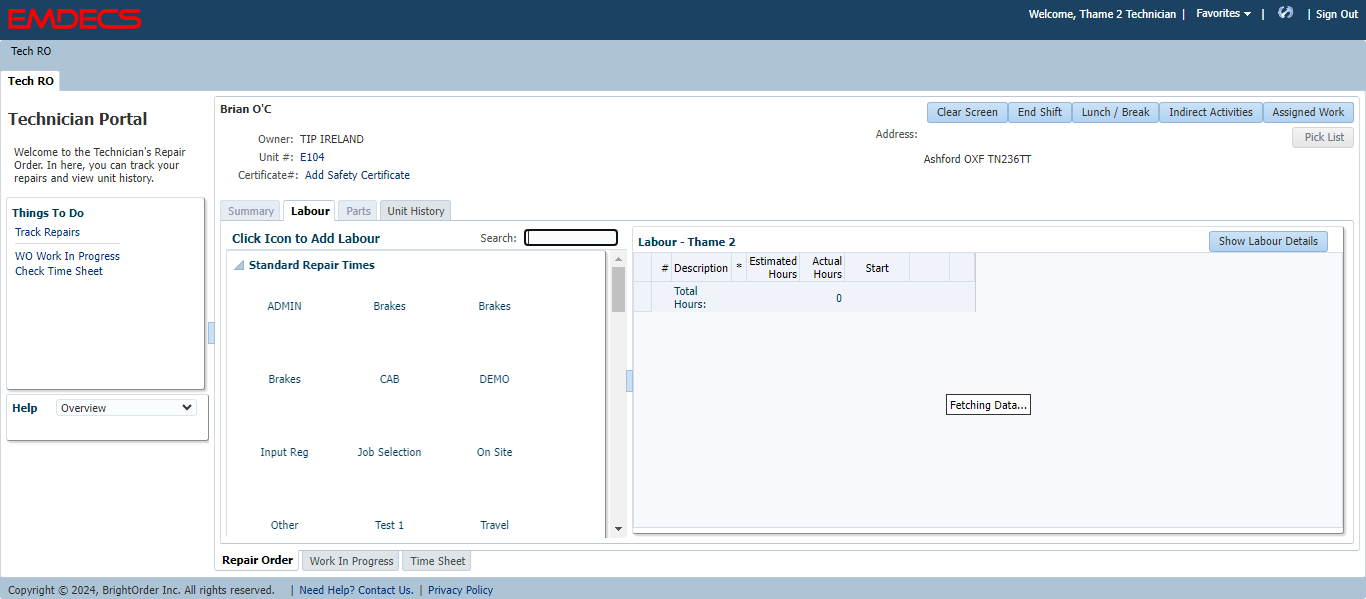 EMDECS
Welcome, Thame 2 Technician | Favorites | | Sign Out
Tech RO
Tech RO
Technician Portal
Welcome to the Technician's Repair
Order. In here, you can track your
repairs and view unit history.
Things To Do
Track Repairs
WO Work In Progress
Check Time Sheet
Help Overview
Brian O'C
Clear Screen End Shift Lunch / Break Indirect Activities Assigned Work
Pick List
Owner: TIP IRELAND
Unit #: E104
Certificate#: Add Safety Certificate
Address:
Ashford OXF TN236TT
Summary Labour Parts Unit History
Click Icon to Add Labour Search:
Standard Repair Times
ADMIN Brakes Brakes
Brakes CAB DEMO
Input Reg Job Selection On Site
Other Test 1 Travel
Labour - Thame 2 Show Labour Details
# Description * Estimated Hours Actual Hours Start
Total
Hours: 0
Fetching Data...
Repair Order Work In Progress Time Sheet
Copyright © 2024, BrightOrder Inc. All rights reserved. | Need Help? Contact Us. | Privacy Policy